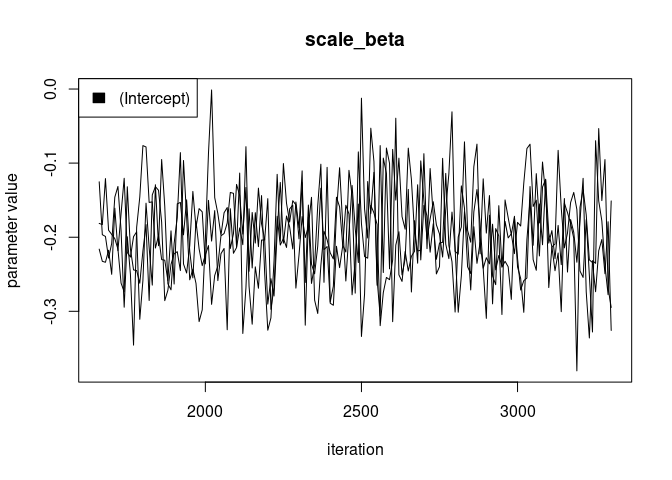 scale_beta
(Intercept)
parameter value
0.0
-0.1
-0.2
-0.3
2000
2500
3000
iteration